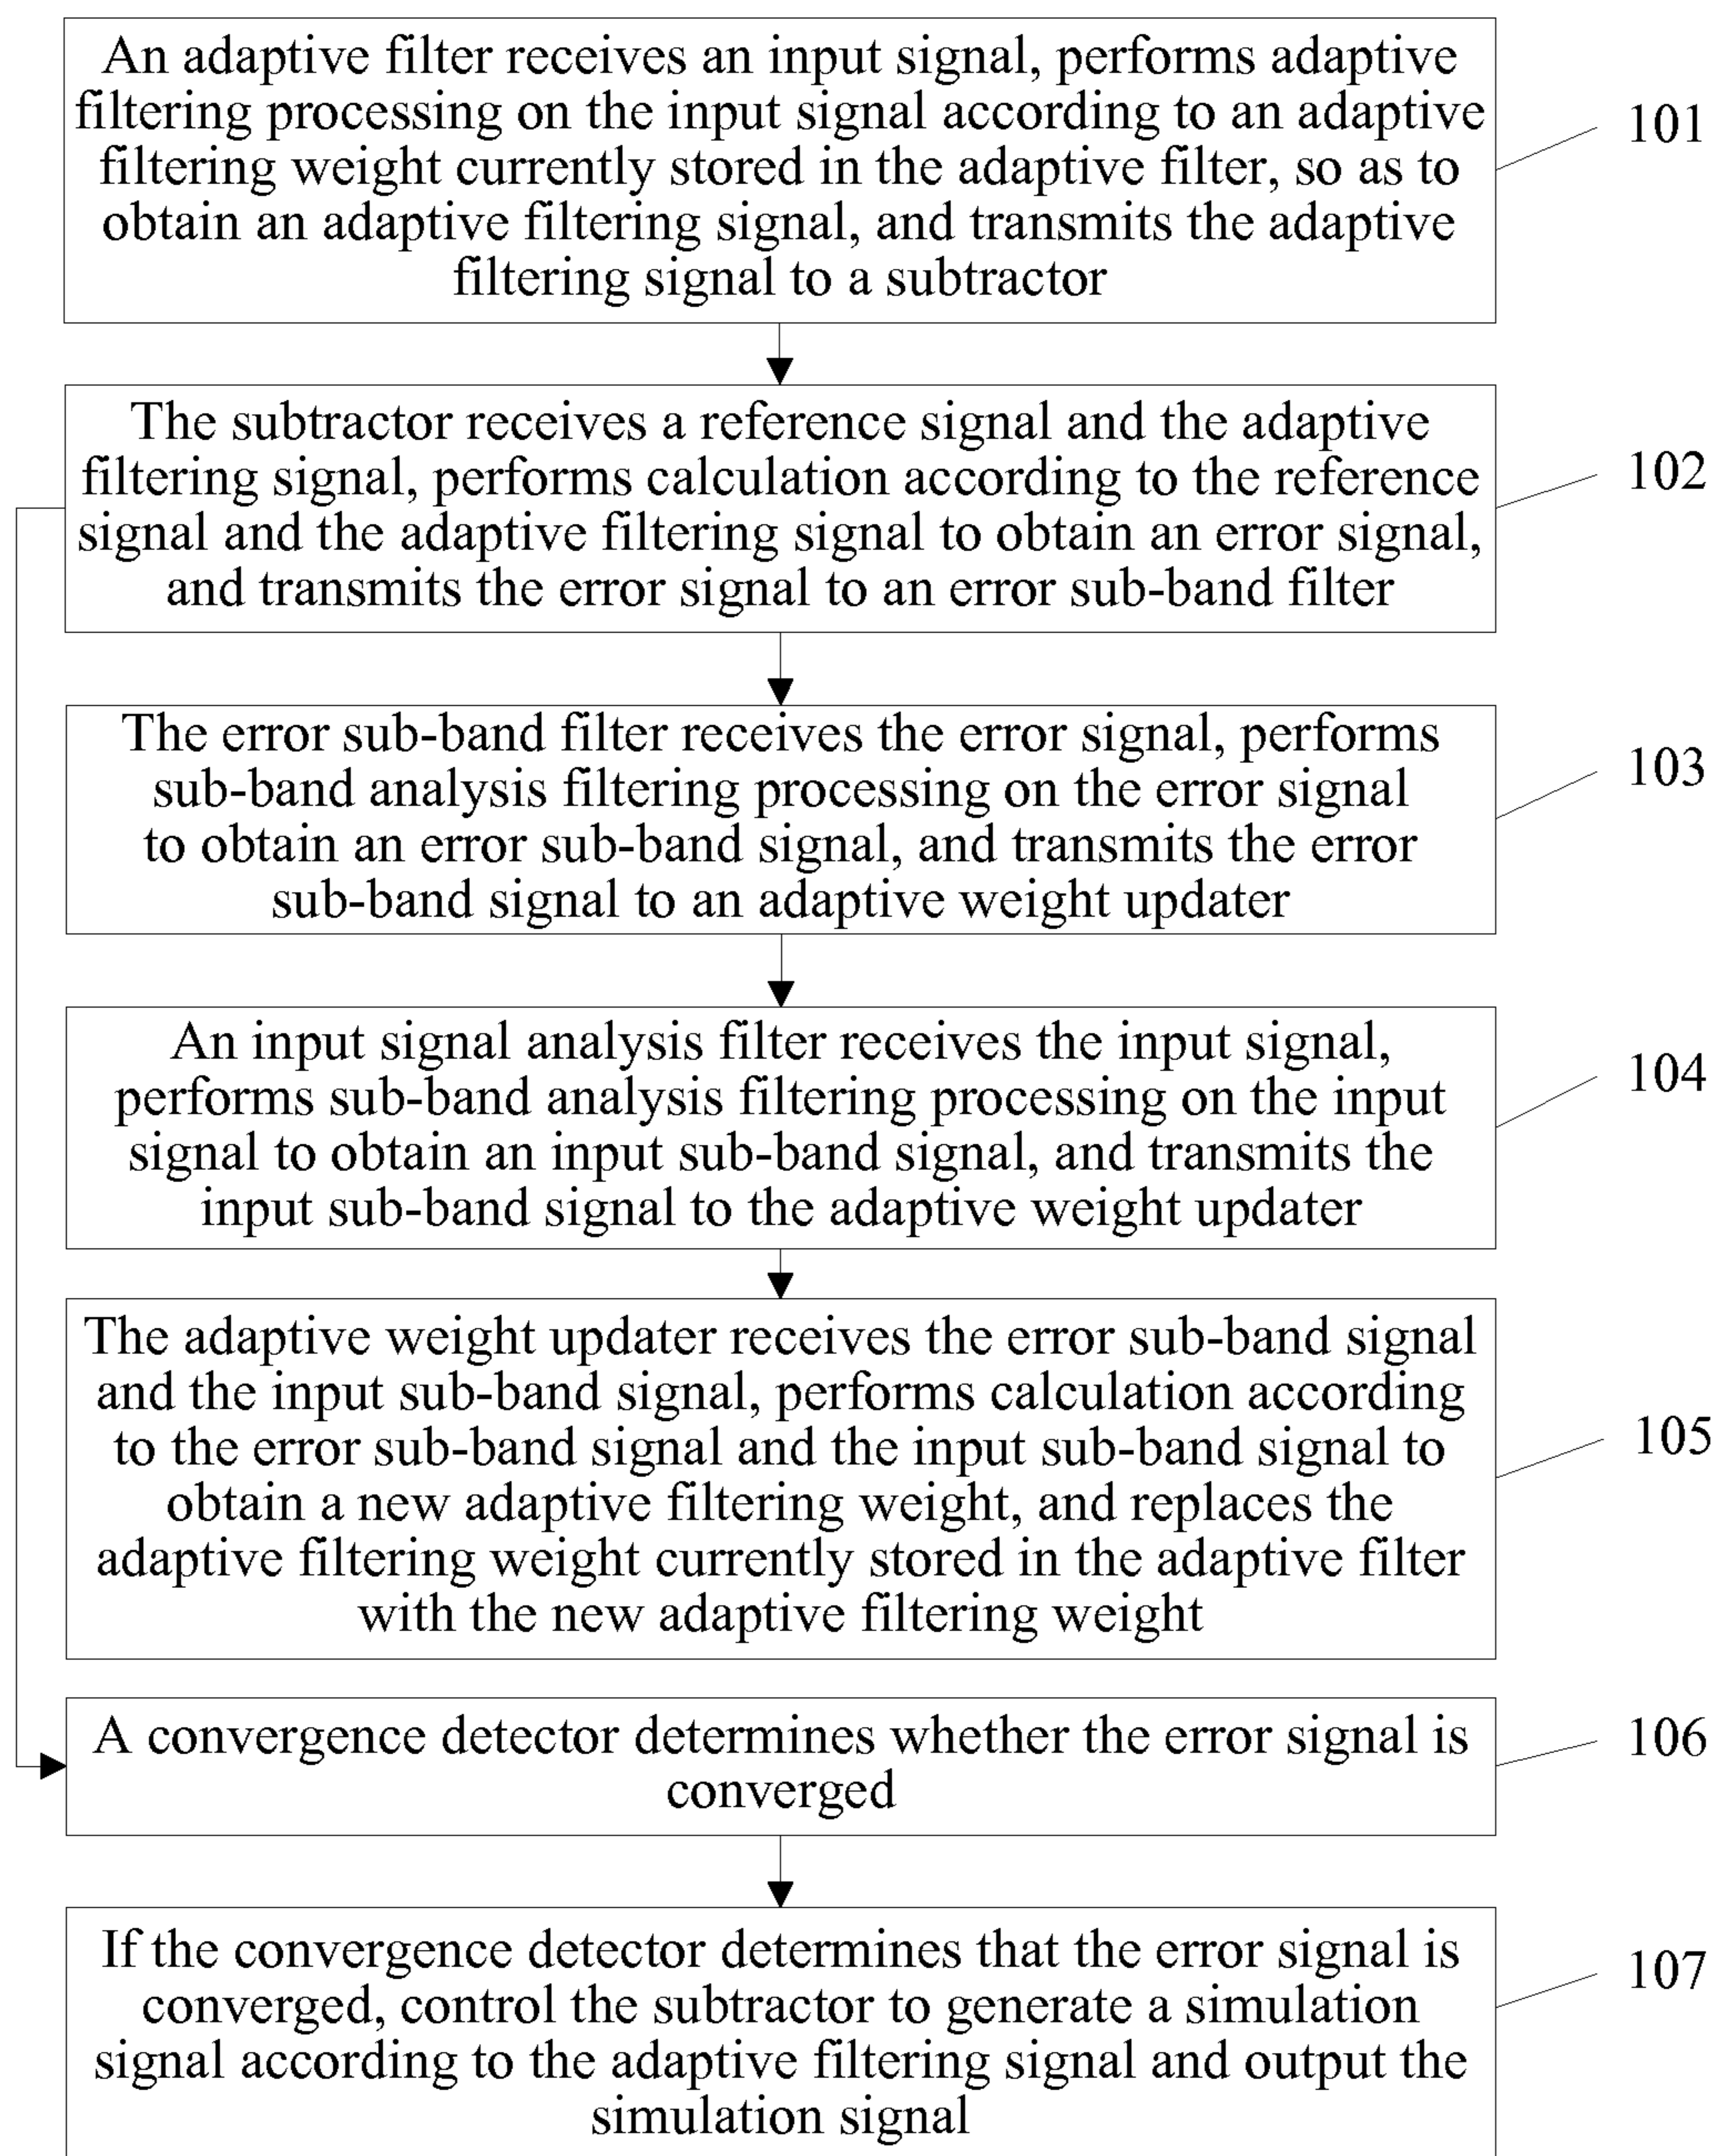 An adaptive filter receives an input signal, performs adaptive
filtering processing on the input signal according to an adaptive
filtering weight currently stored in the adaptive filter, so as to
obtain an adaptive filtering signal, and transmits the adaptive
filtering signal to a subtractor
101
The subtractor receives a reference signal and the adaptive
filtering signal, performs calculation according to the reference
signal and the adaptive filtering signal to obtain an error signal,
and transmits the error signal to an error sub-band filter
102
The error sub-band filter receives the error signal, performs
sub-band analysis filtering processing on the error signal
to obtain an error sub-band signal, and transmits the error
sub-band signal to an adaptive weight updater
103
An input signal analysis filter receives the input signal,
performs sub-band analysis filtering processing on the input
signal to obtain an input sub-band signal, and transmits the
input sub-band signal to the adaptive weight updater
104
The adaptive weight updater receives the error sub-band signal
and the input sub-band signal, performs calculation according
to the error sub-band signal and the input sub-band signal to
obtain a new adaptive filtering weight, and replaces the
adaptive filtering weight currently stored in the adaptive filter
with the new adaptive filtering weight
105
A convergence detector determines whether the error signal is
converged
106
If the convergence detector determines that the error signal is
converged, control the subtractor to generate a simulation
signal according to the adaptive filtering signal and output the
simulation signal
107